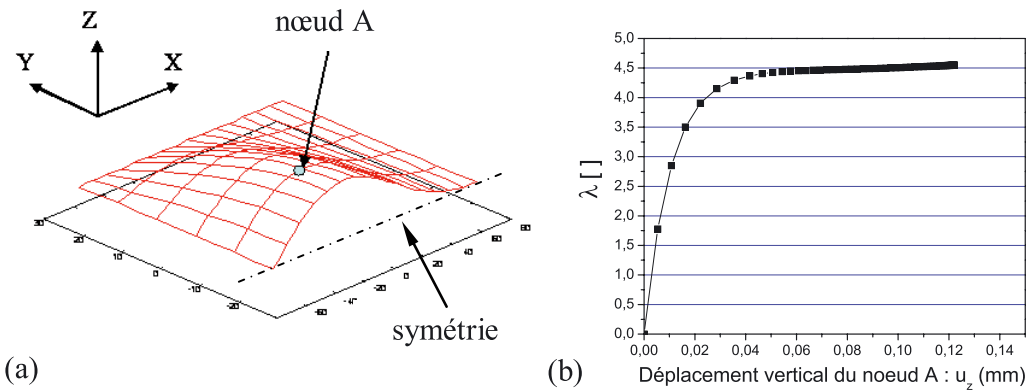 nœud A
Z
Y
X
30
20
10
0
-10
-20
-20
0
20
40
60
80
symétrie
(a)
5,0
4,5
4,0
3,5
3,0
2,5
2,0
1,5
1,0
0,5
0,0
λ [ ]
0,00 0,02 0,04 0,06 0,08 0,10 0,12 0,14
Déplacement vertical du noeud A : u_z (mm)
(b)